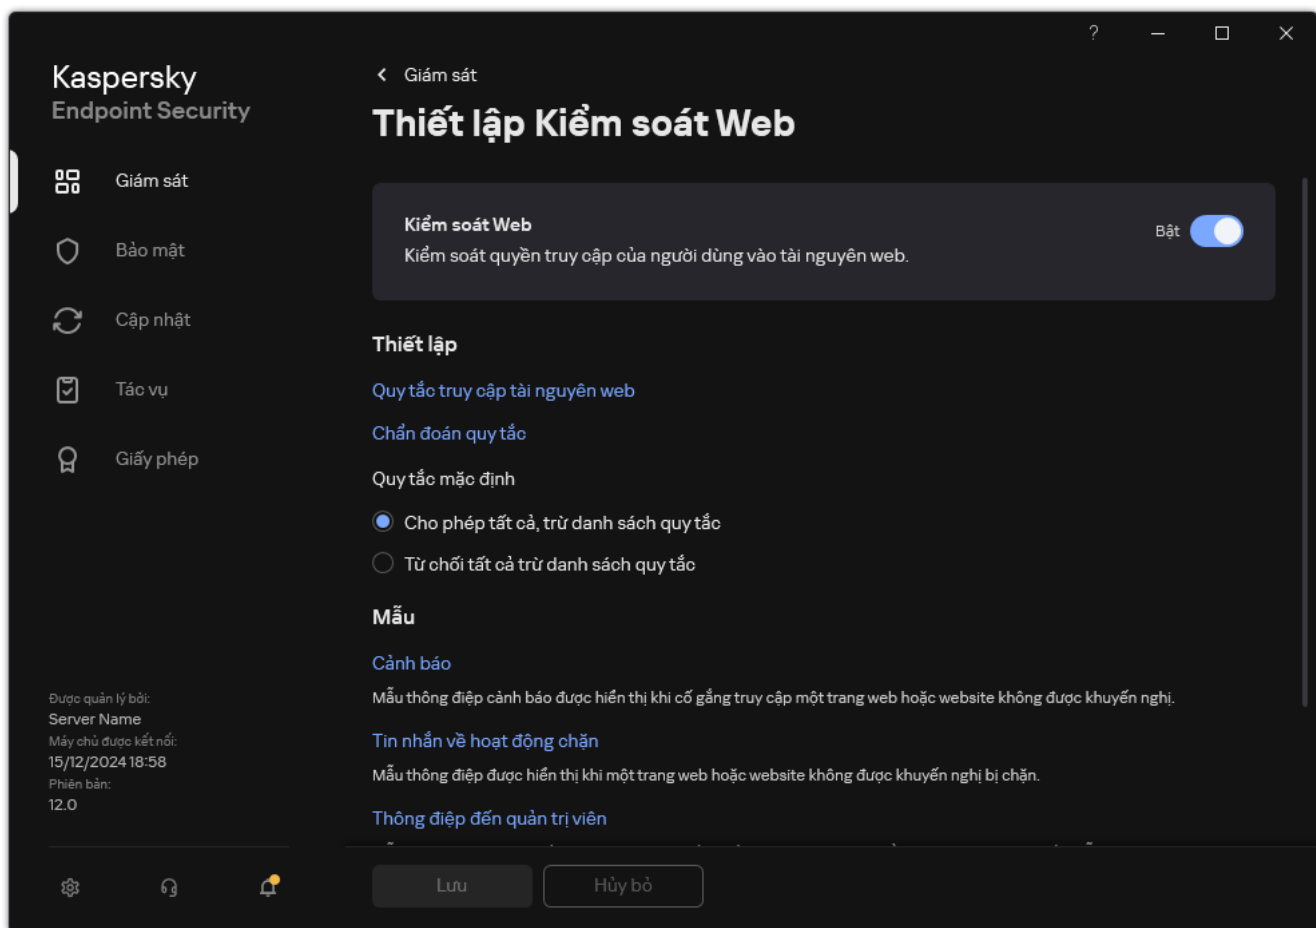 ?
Kaspersky
Endpoint Security
Giám sát
Bảo mật
Cập nhật
Tác vụ
Giấy phép
Được quản lý bởi:
Server Name
Máy chủ được kết nối:
15/12/2024 18:58
Phiên bản:
12.0
Giám sát
Thiết lập Kiểm soát Web
Kiểm soát Web
Bật
Kiểm soát quyền truy cập của người dùng vào tài nguyên web.
Thiết lập
Quy tắc truy cập tài nguyên web
Chẩn đoán quy tắc
Quy tắc mặc định
Cho phép tất cả, trừ danh sách quy tắc
Từ chối tất cả trừ danh sách quy tắc
Mẫu
Cảnh báo
Mẫu thông điệp cảnh báo được hiển thị khi cố gắng truy cập một trang web hoặc website không được khuyến nghị.
Tin nhắn về hoạt động chặn
Mẫu thông điệp được hiển thị khi một trang web hoặc website không được khuyến nghị bị chặn.
Thông điệp đến quản trị viên
Lưu
Hủy bỏ